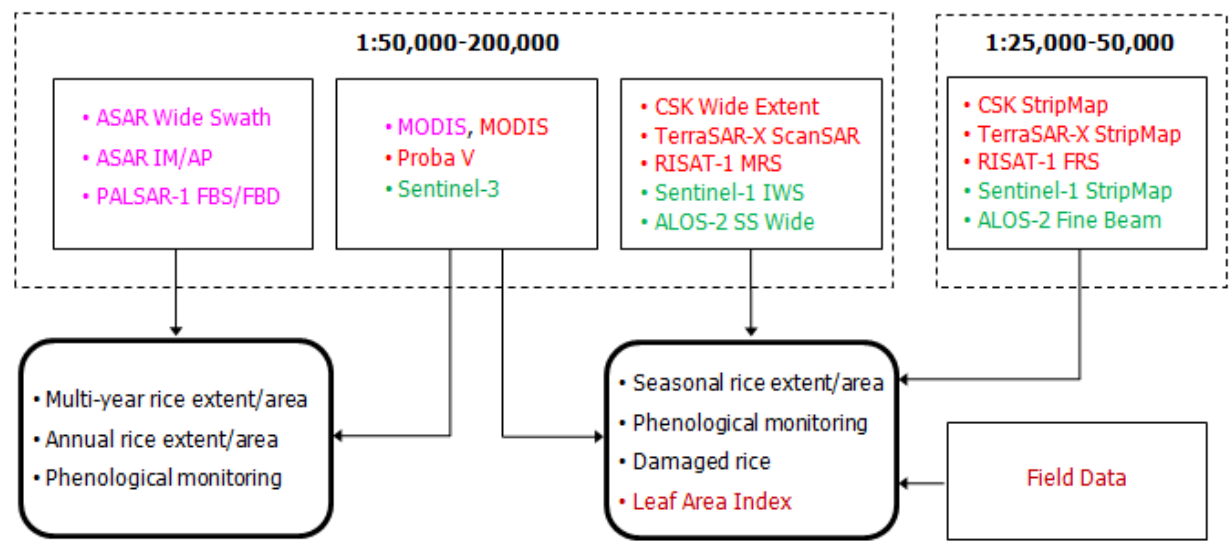 1:50,000-200,000
• ASAR Wide Swath
• ASAR IM/AP
• PALSAR-1 FBS/FBD
• MODIS, MODIS
• Proba V
• Sentinel-3
• CSK Wide Extent
• TerraSAR-X ScanSAR
• RISAT-1 MRS
• Sentinel-1 IWS
• ALOS-2 SS Wide
1:25,000-50,000
• CSK StripMap
• TerraSAR-X StripMap
• RISAT-1 FRS
• Sentinel-1 StripMap
• ALOS-2 Fine Beam
• Multi-year rice extent/area
• Annual rice extent/area
• Phenological monitoring
• Seasonal rice extent/area
• Phenological monitoring
• Damaged rice
• Leaf Area Index
Field Data